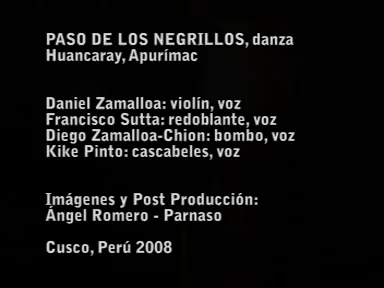 PASO DE LOS NEGRILLOS, danza
Huancaray, Apurímac
Daniel Zamalloa: violín, voz
Francisco Sutta: redoblante, voz
Diego Zamalloa-Chion: bombo, voz
Kike Pinto: cascabeles, voz
Imágenes y Post Producción:
Ángel Romero - Parnaso
Cusco, Perú 2008